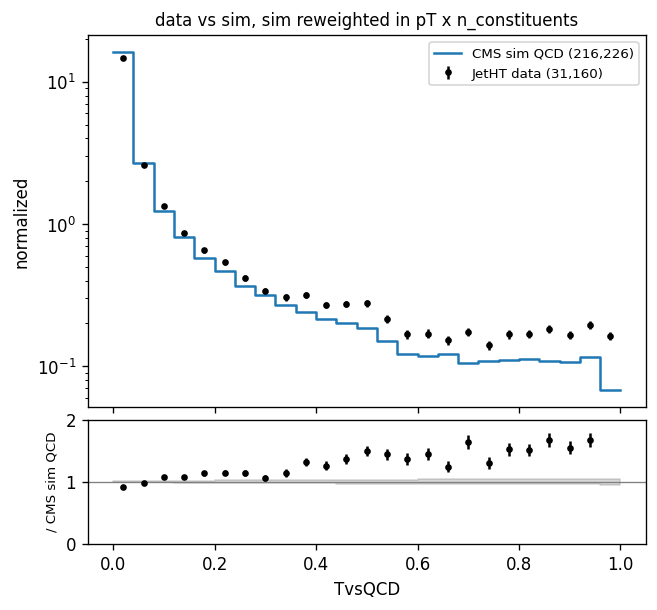 data vs sim, sim reweighted in pT x n_constituents
CMS sim QCD (216,226)
JetHT data (31,160)
normalized
10¹
10⁰
10⁻¹
/ CMS sim QCD
2
1
0
0.0 0.2 0.4 0.6 0.8 1.0
TvsQCD